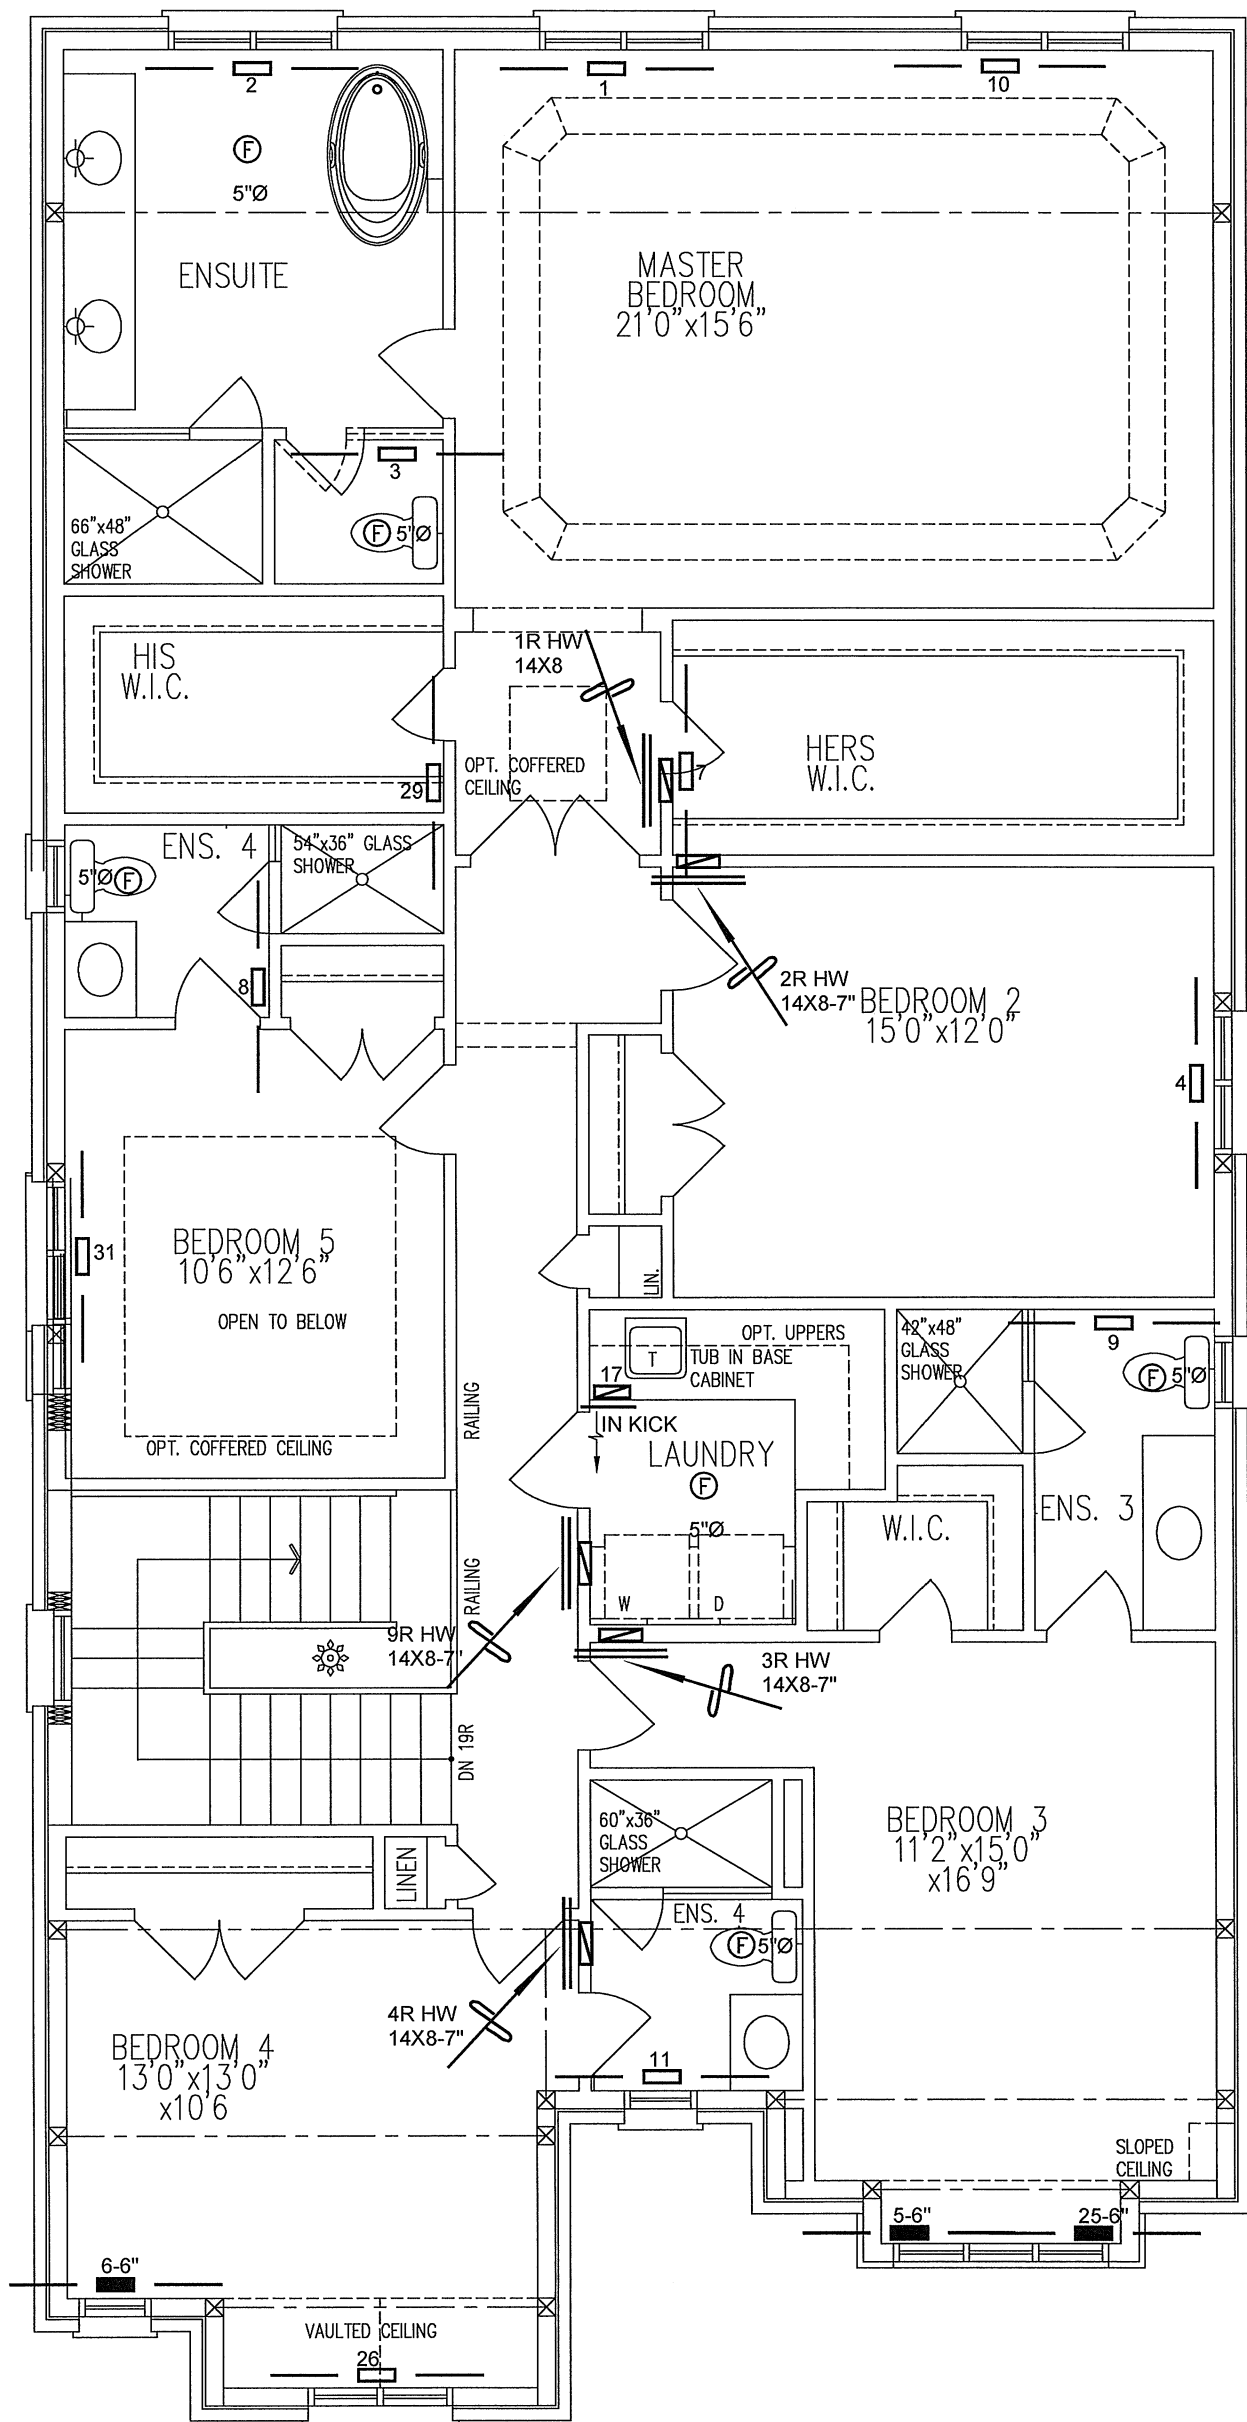 2
1
10
F
5"Ø
ENSUITE
MASTER
BEDROOM
21'0"x15'6"
3
F 5"Ø
66"x48"
GLASS
SHOWER
1R HW
14X8
HIS
W.I.C.
HERS
W.I.C.
7
OPT. COFFERED
CEILING
29
ENS. 4
54"x36" GLASS
SHOWER
5"Ø F
8
2R HW
14X8-7"
BEDROOM 2
15'0"x12'0"
4
BEDROOM 5
10'6"x12'6"
31
OPEN TO BELOW
LIN.
OPT. UPPERS
T
TUB IN BASE
CABINET
42"x48"
GLASS
SHOWER
9
F 5"Ø
17
IN KICK
RAILING
OPT. COFFERED CEILING
LAUNDRY
F
5"Ø
W.I.C.
ENS. 3
RAILING
W
D
9R HW
14X8-7"
3R HW
14X8-7"
DN 19R
60"x36"
GLASS
SHOWER
BEDROOM 3
11'2"x15'0"
x16'9"
LINEN
ENS. 4
F 5"Ø
4R HW
14X8-7"
BEDROOM 4
13'0"x13'0"
x10'6
11
SLOPED
CEILING
5-6"
25-6"
6-6"
VAULTED CEILING
26